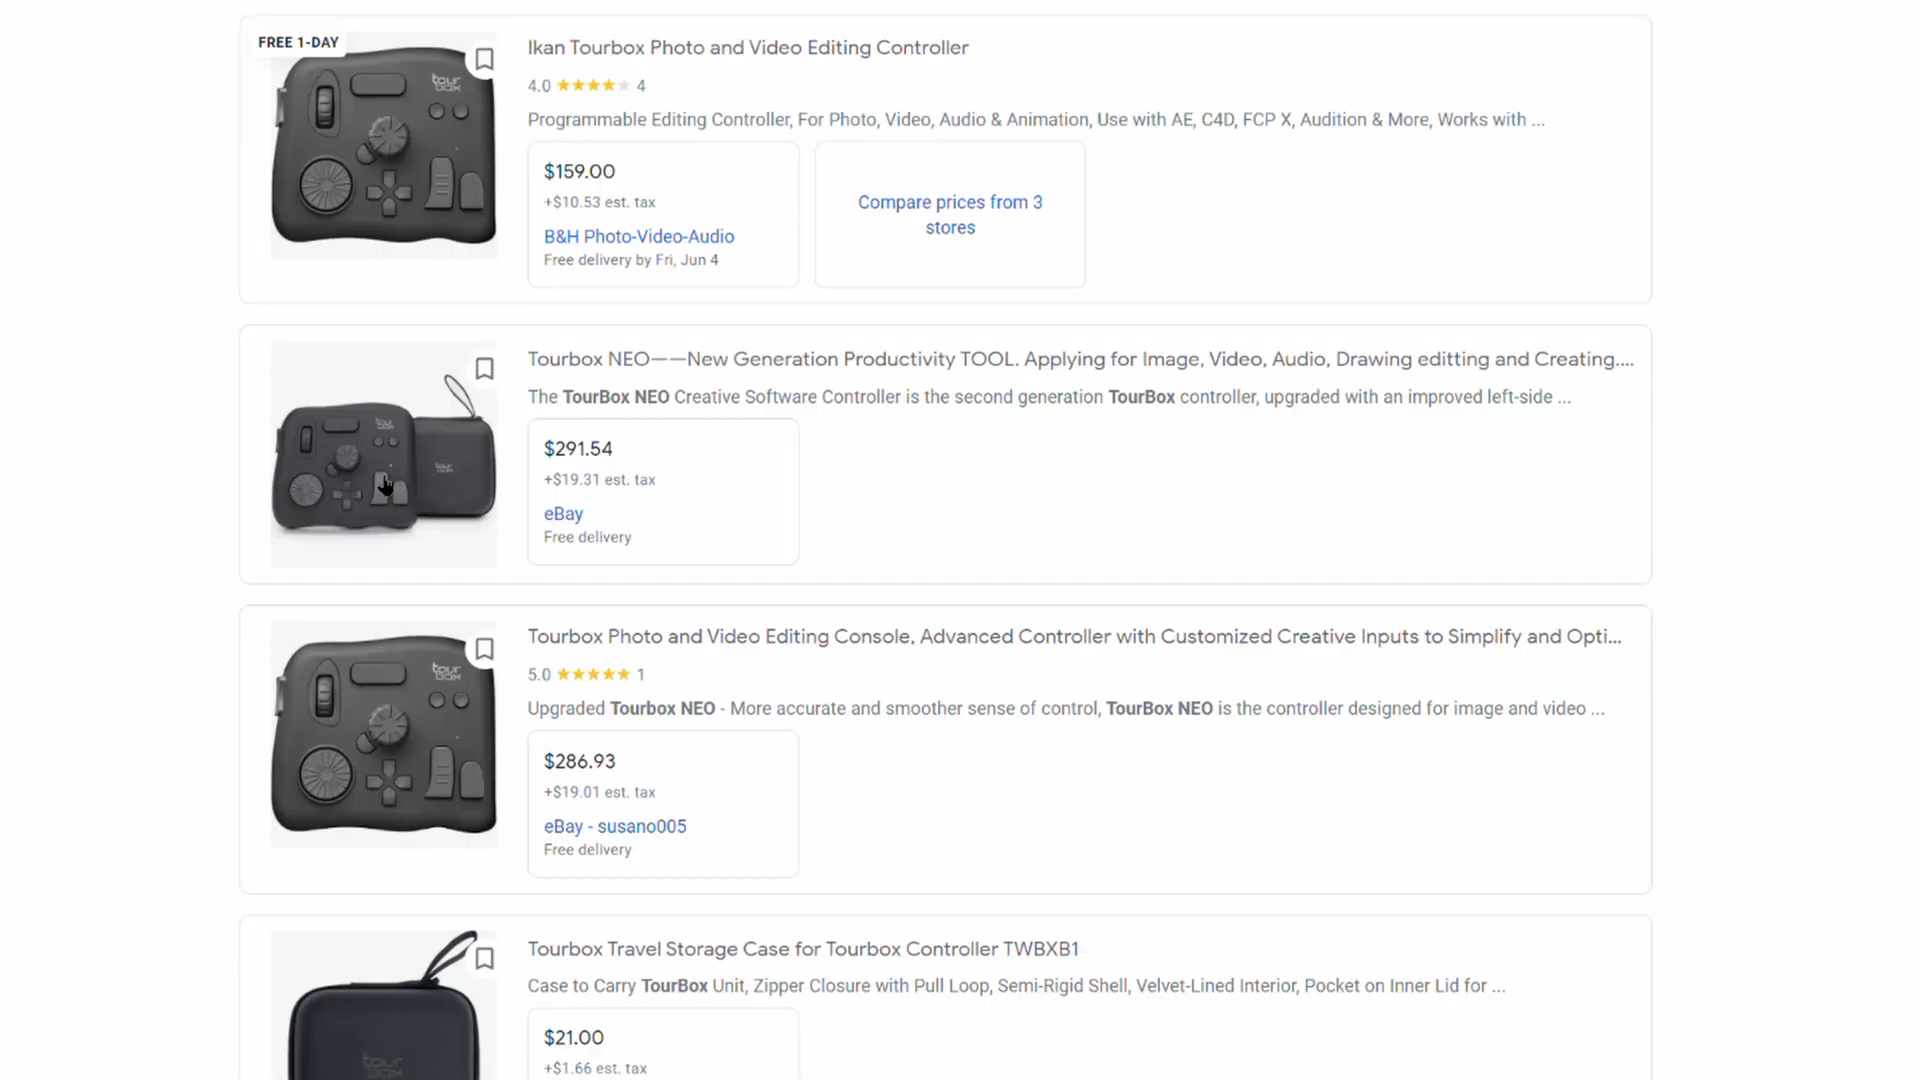 FREE 1-DAY
tour
box
Ikan Tourbox Photo and Video Editing Controller
4.0 ★★★★★ 4
Programmable Editing Controller, For Photo, Video, Audio & Animation, Use with AE, C4D, FCP X, Audition & More, Works with ...
$159.00
+$10.53 est. tax
B&H Photo-Video-Audio
Free delivery by Fri, Jun 4
Compare prices from 3
stores
tour
box
Tourbox NEO——New Generation Productivity TOOL. Applying for Image, Video, Audio, Drawing editting and Creating....
The TourBox NEO Creative Software Controller is the second generation TourBox controller, upgraded with an improved left-side ...
$291.54
+$19.31 est. tax
eBay
Free delivery
tour
box
Tourbox Photo and Video Editing Console, Advanced Controller with Customized Creative Inputs to Simplify and Opti...
5.0 ★★★★★ 1
Upgraded Tourbox NEO - More accurate and smoother sense of control, TourBox NEO is the controller designed for image and video ...
$286.93
+$19.01 est. tax
eBay - susano005
Free delivery
tour
box
Tourbox Travel Storage Case for Tourbox Controller TWBXB1
Case to Carry TourBox Unit, Zipper Closure with Pull Loop, Semi-Rigid Shell, Velvet-Lined Interior, Pocket on Inner Lid for ...
$21.00
+$1.66 est. tax